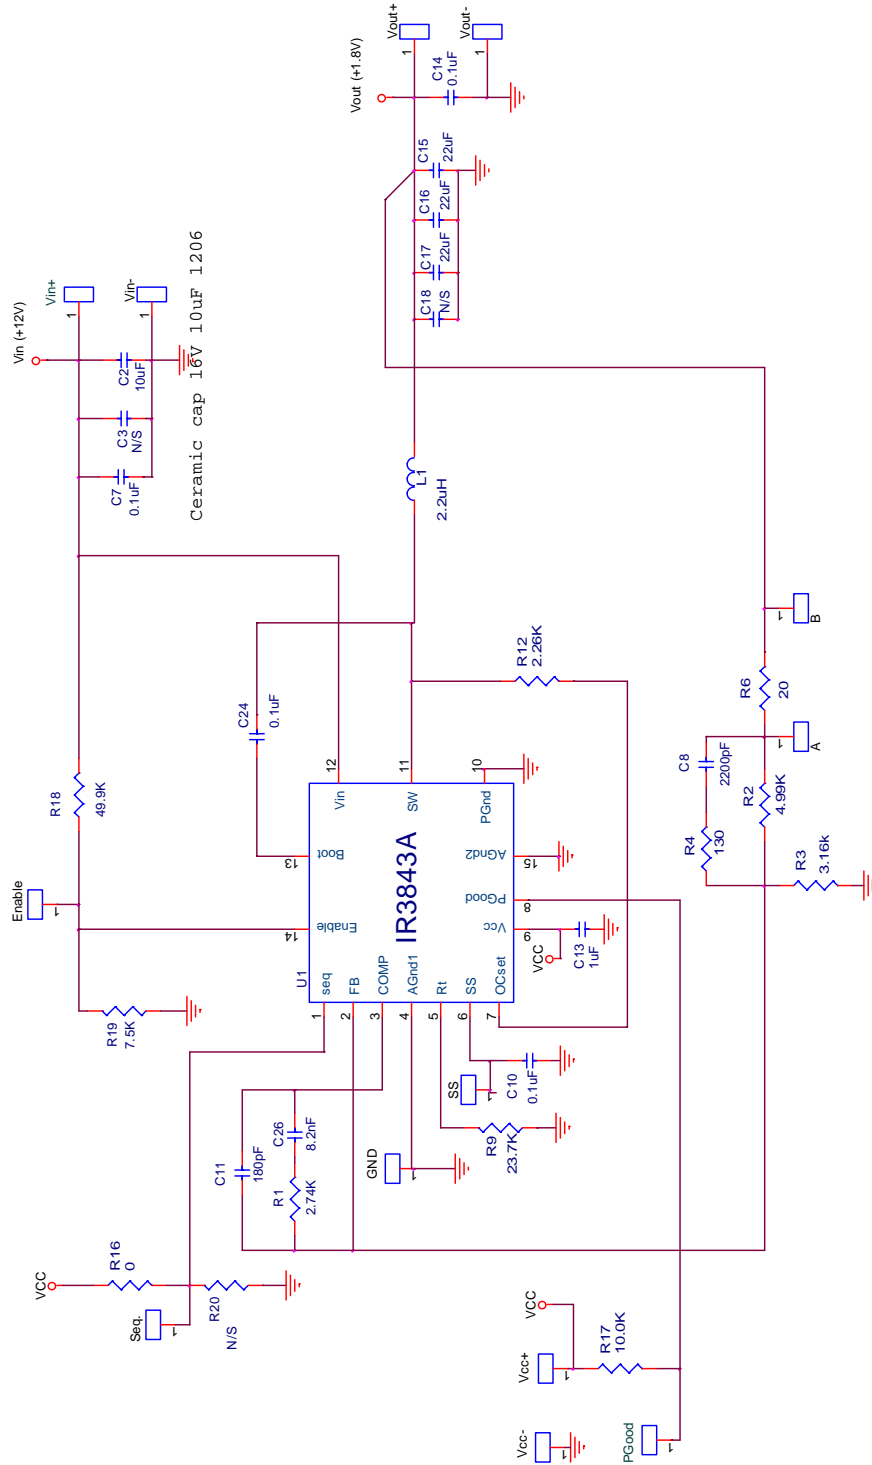 Vin (+12V)
Vin+
1
Vin-
1
C2
10uF
C3
N/S
C7
0.1uF
Ceramic cap 16V 10uF 1206
Vout (+1.8V)
Vout+
1
Vout-
1
C14
0.1uF
C15
22uF
C16
22uF
C17
22uF
C18
N/S
L1
2.2uH
R18
49.9K
Enable
1
R19
7.5K
C24
0.1uF
R12
2.26K
U1
IR3843A
seq
1
FB
2
COMP
3
AGnd1
4
Rt
5
SS
6
OCset
7
PGood
8
Vcc
9
PGnd
10
SW
11
Vin
12
Boot
13
Enable
14
AGnd2
15
VCC
C13
1uF
SS
1
C10
0.1uF
R9
23.7K
GND
1
C11
180pF
C26
8.2nF
R1
2.74K
VCC
R16
0
Seq.
1
R20
N/S
B
1
R6
20
A
1
C8
2200pF
R4
130
R2
4.99K
R3
3.16k
VCC
Vcc+
1
R17
10.0K
Vcc-
1
PGood
1